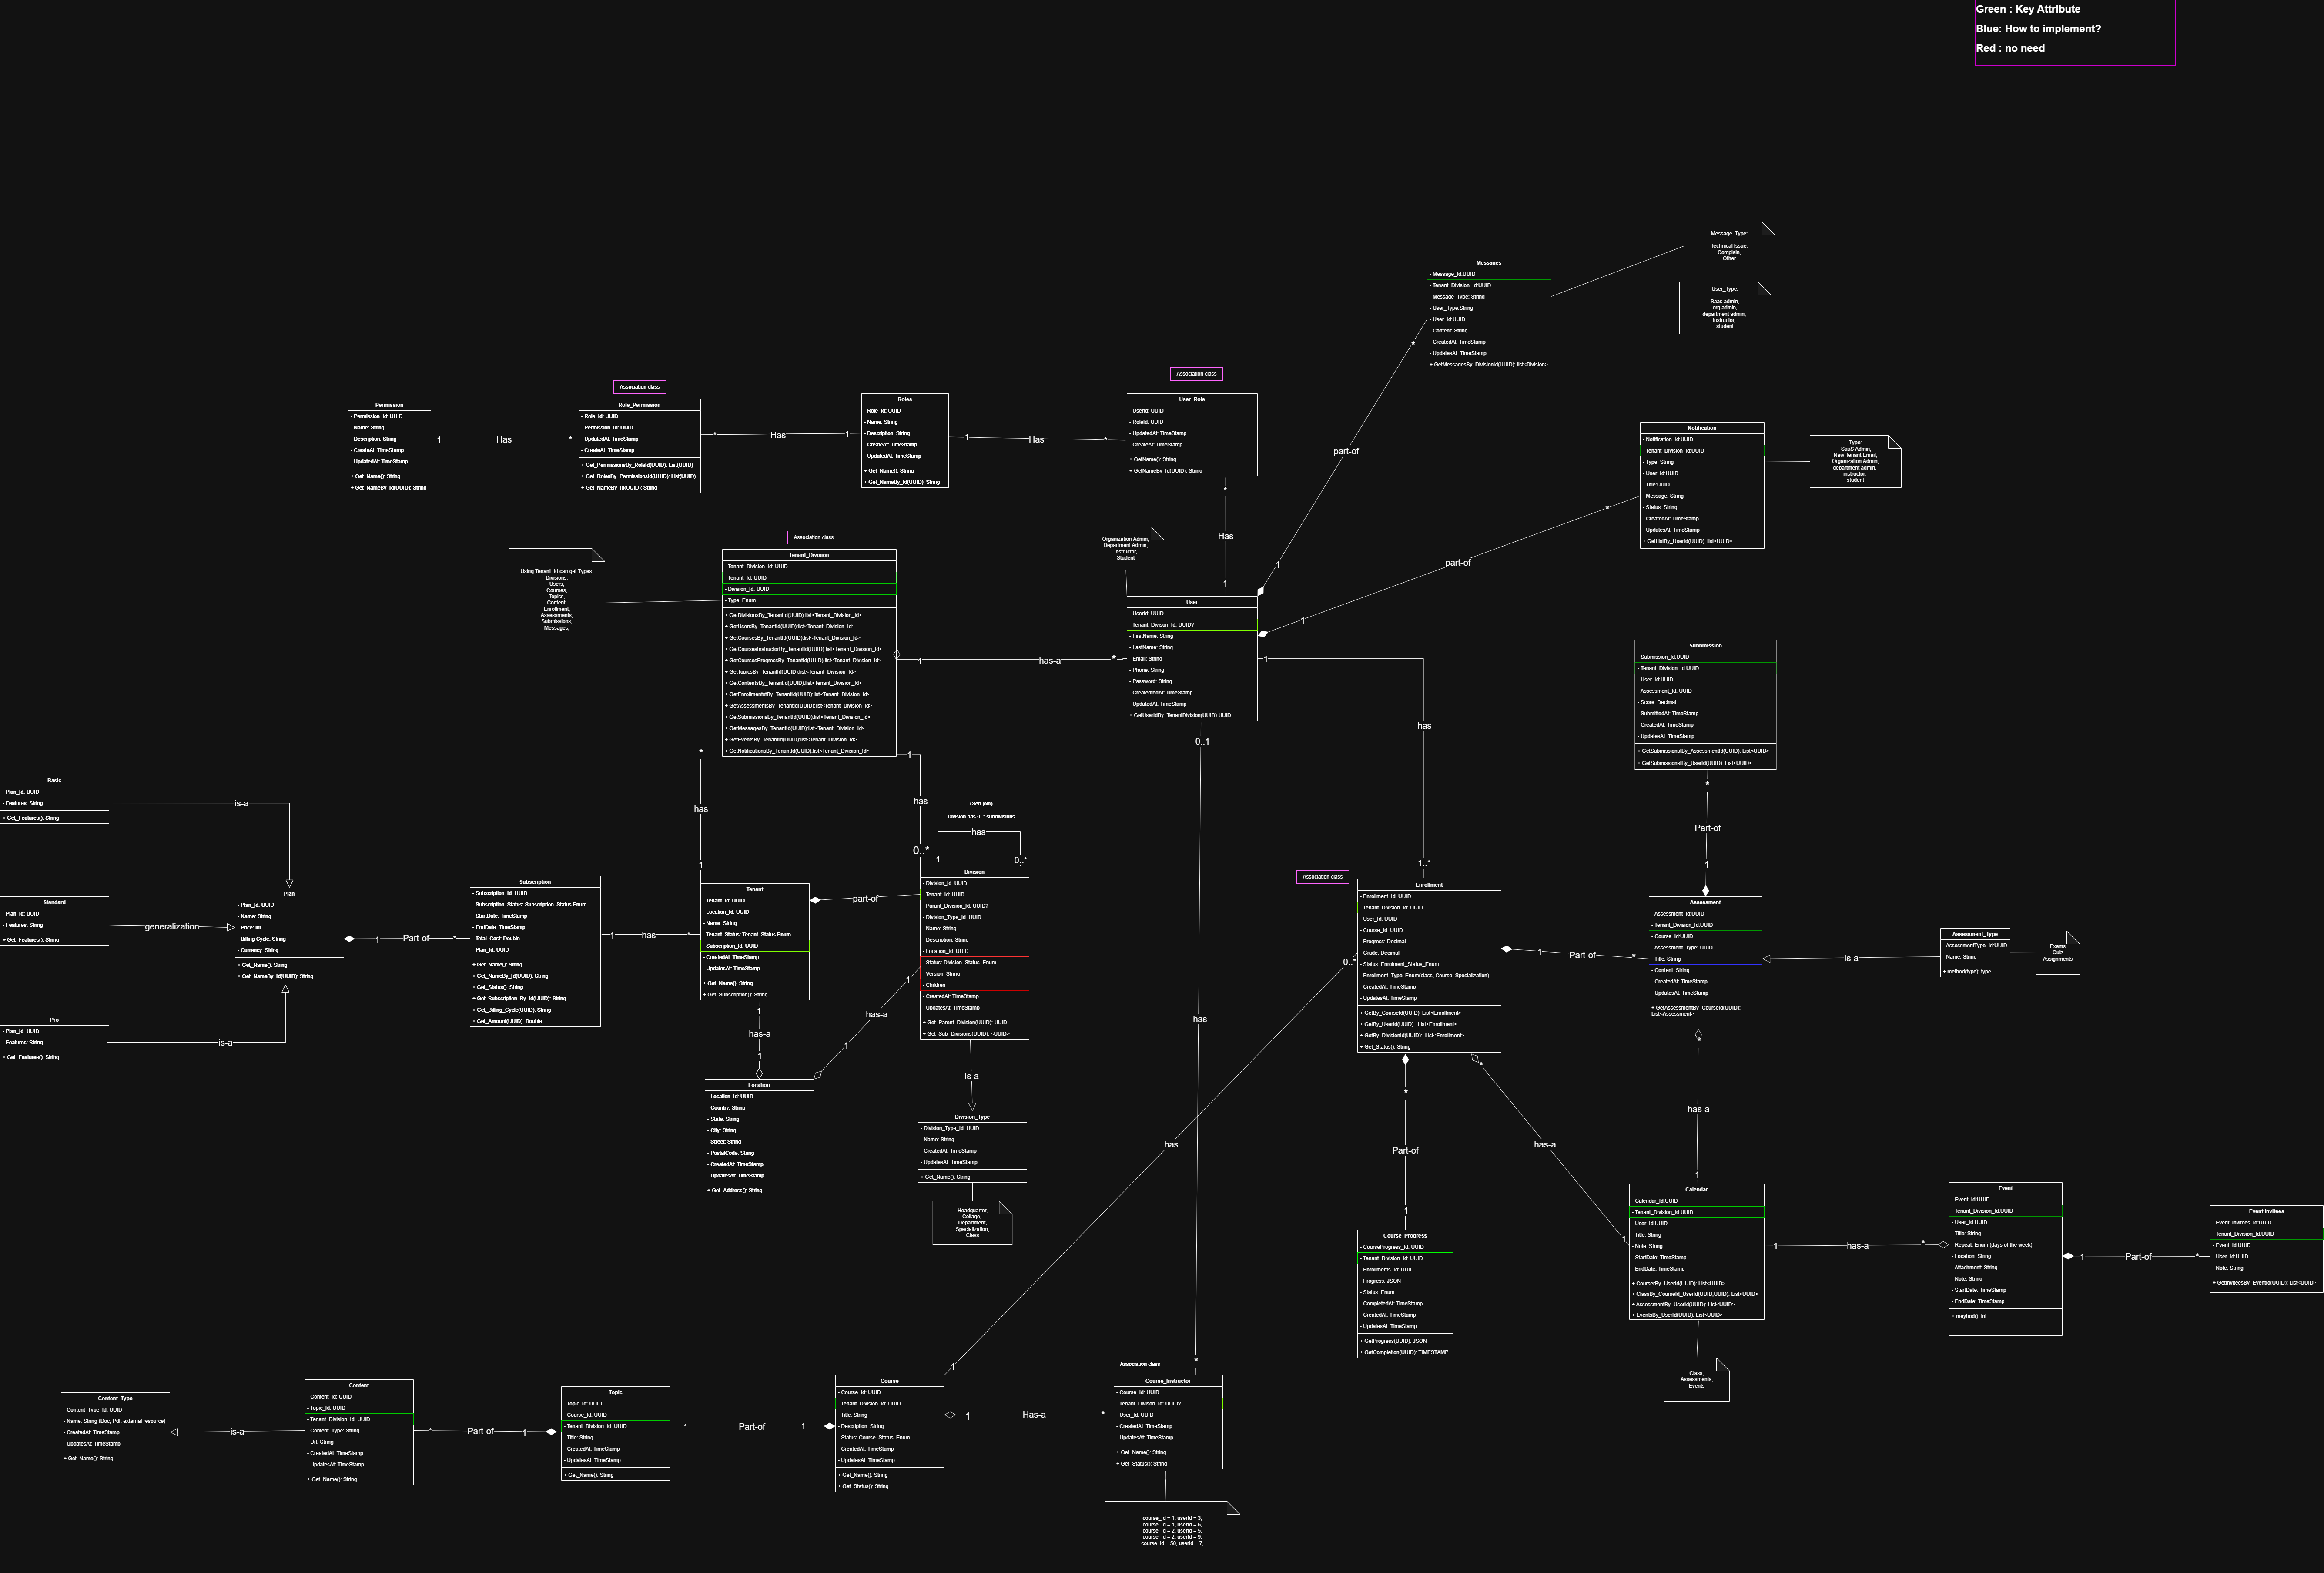 Green : Key Attribute
Blue: How to implement?
Red : no need
Message_Type:
Technical Issue,
Complain,
Other
Messages
- Message_Id:UUID
- Tenant_Division_Id:UUID
- Message_Type: String
- User_Type:String
- User_Id:UUID
- Content: String
- CreatedAt: TimeStamp
- UpdatesAt: TimeStamp
+ GetMessagesBy_DivisionId(UUID): list<Division>
User_Type:
Saas admin,
org admin,
department admin,
instructor,
student
*
part-of
1
Association class
Association class
Permission
- Permission_Id: UUID
- Name: String
- Description: String
- CreateAt: TimeStamp
- UpdatedAt: TimeStamp
+ Get_Name(): String
+ Get_NameBy_Id(UUID): String
1
Has
*
Role_Permission
- Role_Id: UUID
- Permission_Id: UUID
- UpdatedAt: TimeStamp
- CreateAt: TimeStamp
+ Get_PermissionsBy_RoleId(UUID): List(UUID)
+ Get_RolesBy_PermissionsId(UUID): List(UUID)
+ Get_NameBy_Id(UUID): String
*
Has
1
Roles
- Role_Id: UUID
- Name: String
- Description: String
- CreateAt: TimeStamp
- UpdatedAt: TimeStamp
+ Get_Name(): String
+ Get_NameBy_Id(UUID): String
1
Has
*
User_Role
- UserId: UUID
- RoleId: UUID
- UpdatedAt: TimeStamp
- CreateAt: TimeStamp
+ GetName(): String
+ GetNameBy_Id(UUID): String
*
Has
1
Notification
- Notification_Id:UUID
- Tenant_Division_Id:UUID
- Type: String
- User_Id:UUID
- Title:UUID
- Message: String
- Status: String
- CreatedAt: TimeStamp
- UpdatesAt: TimeStamp
+ GetListBy_UserId(UUID): list<UUID>
Type:
SaaS Admin,
New Tenant Email,
Organization Admin,
department admin,
instructor,
student
*
part-of
1
Association class
Using Tenant_Id can get Types:
Divisions,
Users,
Courses,
Topics,
Content,
Enrollment,
Assessments,
Submissions,
Messages,
Tenant_Division
- Tenant_Division_Id: UUID
- Tenant_Id: UUID
- Division_Id: UUID
- Type: Enum
+ GetDivisionsBy_TenantId(UUID):list<Tenant_Division_Id>
+ GetUsersBy_TenantId(UUID):list<Tenant_Division_Id>
+ GetCoursesBy_TenantId(UUID):list<Tenant_Division_Id>
+ GetCoursesInstructorBy_TenantId(UUID):list<Tenant_Division_Id>
+ GetCoursesProgressBy_TenantId(UUID):list<Tenant_Division_Id>
+ GetTopicsBy_TenantId(UUID):list<Tenant_Division_Id>
+ GetContentsBy_TenantId(UUID):list<Tenant_Division_Id>
+ GetEnrollmentstBy_TenantId(UUID):list<Tenant_Division_Id>
+ GetAssessmentsBy_TenantId(UUID):list<Tenant_Division_Id>
+ GetSubmissionsBy_TenantId(UUID):list<Tenant_Division_Id>
+ GetMessagesBy_TenantId(UUID):list<Tenant_Division_Id>
+ GetEventsBy_TenantId(UUID):list<Tenant_Division_Id>
+ GetNotificationsBy_TenantId(UUID):list<Tenant_Division_Id>
1
has-a
*
Organization Admin,
Department Admin,
Instructor,
Student
User
- UserId: UUID
- Tenant_Divison_Id: UUID?
- FirstName: String
- LastName: String
- Email: String
- Phone: String
- Password: String
- CreatedtedAt: TimeStamp
- UpdatedAt: TimeStamp
+ GetUserIdBy_TenantDivision(UUID):UUID
1
has
1..*
0..1
has
*
Subbmission
- Submission_Id:UUID
- Tenant_Division_Id:UUID
- User_Id:UUID
- Assessment_Id: UUID
- Score: Decimal
- SubmittedAt: TimeStamp
- CreatedAt: TimeStamp
- UpdatesAt: TimeStamp
+ GetSubmissionstBy_AssessmentId(UUID): List<UUID>
+ GetSubmissionstBy_UserId(UUID): List<UUID>
*
Part-of
1
*
has
1
1
has
0..*
(Self-join)
Division has 0..* subdivisions
has
1
0..*
Basic
- Plan_Id: UUID
- Features: String
+ Get_Features(): String
is-a
Standard
- Plan_Id: UUID
- Features: String
+ Get_Features(): String
generalization
Pro
- Plan_Id: UUID
- Features: String
+ Get_Features(): String
is-a
Plan
- Plan_Id: UUID
- Name: String
- Price: int
- Billing Cycle: String
- Currency: String
+ Get_Name(): String
+ Get_NameBy_Id(UUID): String
1
Part-of
*
Subscription
- Subscription_Id: UUID
- Subscription_Status: Subscription_Status Enum
- StartDate: TimeStamp
- EndDate: TimeStamp
- Total_Cost: Double
- Plan_Id: UUID
+ Get_Name(): String
+ Get_NameBy_Id(UUID): String
+ Get_Status(): String
+ Get_Subscription_By_Id(UUID): String
+ Get_Billing_Cycle(UUID): String
+ Get_Amount(UUID): Double
1
has
*
Tenant
- Tenant_Id: UUID
- Location_Id: UUID
- Name: String
- Tenant_Status: Tenant_Status Enum
- Subscription_Id: UUID
- CreatedAt: TimeStamp
- UpdatesAt: TimeStamp
+ Get_Name(): String
+ Get_Subscription(): String
part-of
Division
- Division_Id: UUID
- Tenant_Id: UUID
- Parant_Division_Id: UUID?
- Division_Type_Id: UUID
- Name: String
- Description: String
- Location_Id: UUID
- Status: Division_Status_Enum
- Version: String
- Children
- CreatedAt: TimeStamp
- UpdatesAt: TimeStamp
+ Get_Parent_Division(UUID): UUID
+ Get_Sub_Divisions(UUID): <UUID>
1
has-a
1
1
has-a
1
Location
- Location_Id: UUID
- Country: String
- State: String
- City: String
- Street: String
- PostalCode: String
- CreatedAt: TimeStamp
- UpdatesAt: TimeStamp
+ Get_Address(): String
Is-a
Division_Type
- Division_Type_Id: UUID
- Name: String
- CreatedAt: TimeStamp
- UpdatesAt: TimeStamp
+ Get_Name(): String
Headquarter,
Collage,
Department,
Specialization,
Class
Association class
Enrollment
- Enrollment_Id: UUID
- Tenant_Division_Id: UUID
- User_Id: UUID
- Course_Id: UUID
- Progress: Decimal
- Grade: Decimal
- Status: Enrolment_Status_Enum
- Enrollment_Type: Enum(class, Course, Specialization)
- CreatedAt: TimeStamp
- UpdatesAt: TimeStamp
+ GetBy_CourseId(UUID): List<Enrollment>
+ GetBy_UserId(UUID): List<Enrollment>
+ GetBy_DivisionId(UUID): List<Enrollment>
+ Get_Status(): String
0..*
has
1
1
Part-of
*
Assessment
- Assessment_Id:UUID
- Tenant_Division_Id:UUID
- Course_Id:UUID
- Assessment_Type: UUID
- Title: String
- Content: String
- CreatedAt: TimeStamp
- UpdatesAt: TimeStamp
+ GetAssessmentBy_CourseId(UUID):
List<Assessment>
Is-a
Assessment_Type
- AssessmentType_Id:UUID
- Name: String
+ method(type): type
Exams
Quiz
Assignments
*
has-a
1
*
Part-of
1
*
has-a
1
Course_Progress
- CourseProgress_Id: UUID
- Tenant_Division_Id: UUID
- Enrollments_Id: UUID
- Progress: JSON
- Status: Enum
- CompletedAt: TimeStamp
- CreatedAt: TimeStamp
- UpdatesAt: TimeStamp
+ GetProgress(UUID): JSON
+ GetCompletion(UUID): TIMESTAMP
Calendar
- Calendar_Id:UUID
- Tenant_Division_Id:UUID
- User_Id:UUID
- Title: String
- Note: String
- StartDate: TimeStamp
- EndDate: TimeStamp
+ CourserBy_UserId(UUID): List<UUID>
+ ClassBy_CourseId_UserId(UUID,UUID): List<UUID>
+ AssessmentBy_UserId(UUID): List<UUID>
+ EventsBy_UserId(UUID): List<UUID>
Class,
Assessments,
Events
1
has-a
*
Event
- Event_Id:UUID
- Tenant_Division_Id:UUID
- User_Id:UUID
- Title: String
- Repeat: Enum (days of the week)
- Location: String
- Attachment: String
- Note: String
- StartDate: TimeStamp
- EndDate: TimeStamp
+ meyhod(): int
1
Part-of
*
Event Invitees
- Event_Invitees_Id:UUID
- Tenant_Division_Id:UUID
- Event_Id:UUID
- User_Id:UUID
- Note: String
+ GetInviteesBy_EventId(UUID): List<UUID>
Content_Type
- Content_Type_Id: UUID
- Name: String (Doc, Pdf, external resource)
- CreatedAt: TimeStamp
- UpdatesAt: TimeStamp
+ Get_Name(): String
is-a
Content
- Content_Id: UUID
- Topic_Id: UUID
- Tenant_Division_Id: UUID
- Content_Type: String
- Url: String
- CreatedAt: TimeStamp
- UpdatesAt: TimeStamp
+ Get_Name(): String
*
Part-of
1
Topic
- Topic_Id: UUID
- Course_Id: UUID
- Tenant_Division_Id: UUID
- Title: String
- CreatedAt: TimeStamp
- UpdatesAt: TimeStamp
+ Get_Name(): String
*
Part-of
1
Course
- Course_Id: UUID
- Tenant_Division_Id: UUID
- Title: String
- Description: String
- Status: Course_Status_Enum
- CreatedAt: TimeStamp
- UpdatesAt: TimeStamp
+ Get_Name(): String
+ Get_Status(): String
1
Has-a
*
Association class
Course_Instructor
- Course_Id: UUID
- Tenant_Divison_Id: UUID?
- User_Id: UUID
- CreatedAt: TimeStamp
- UpdatesAt: TimeStamp
+ Get_Name(): String
+ Get_Status(): String
course_Id = 1, userId = 3,
course_Id = 1, userId = 6,
course_Id = 2, userId = 5,
course_Id = 2, userId = 9,
course_Id = 50, userId = 7,